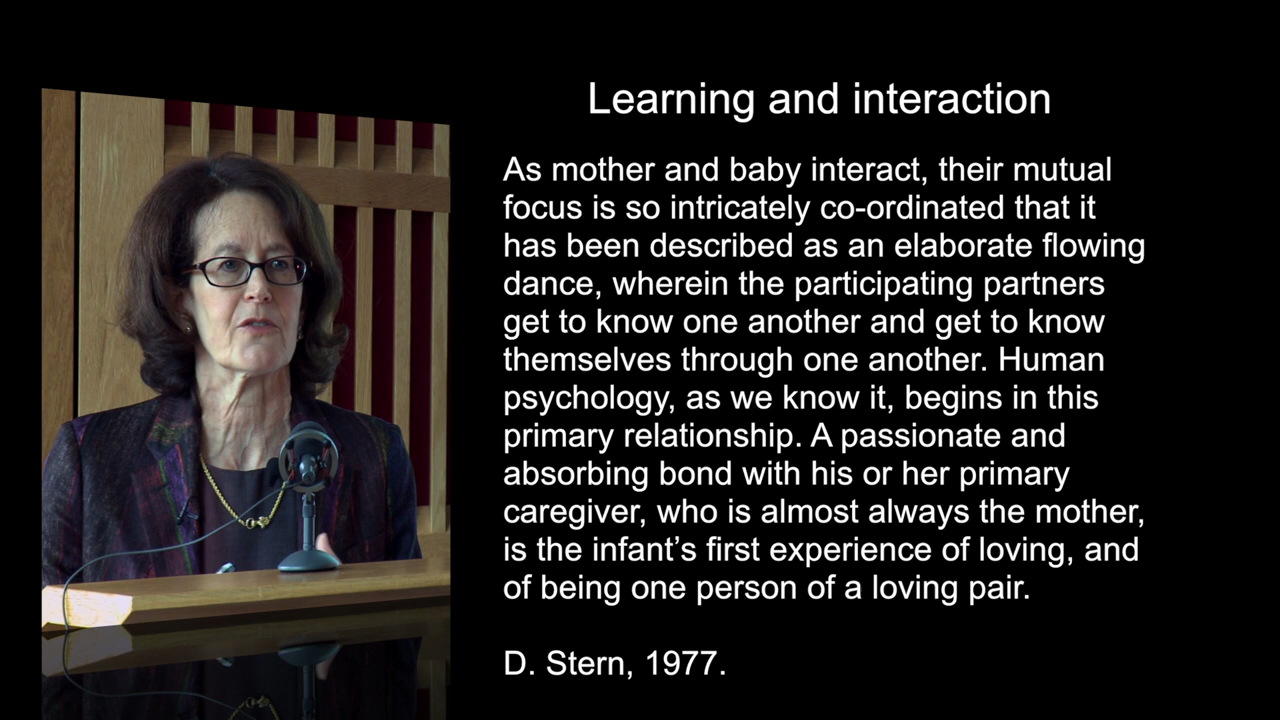 Learning and interaction
As mother and baby interact, their mutual
focus is so intricately co-ordinated that it
has been described as an elaborate flowing
dance, wherein the participating partners
get to know one another and get to know
themselves through one another. Human
psychology, as we know it, begins in this
primary relationship. A passionate and
absorbing bond with his or her primary
caregiver, who is almost always the mother,
is the infant’s first experience of loving, and
of being one person of a loving pair.
D. Stern, 1977.